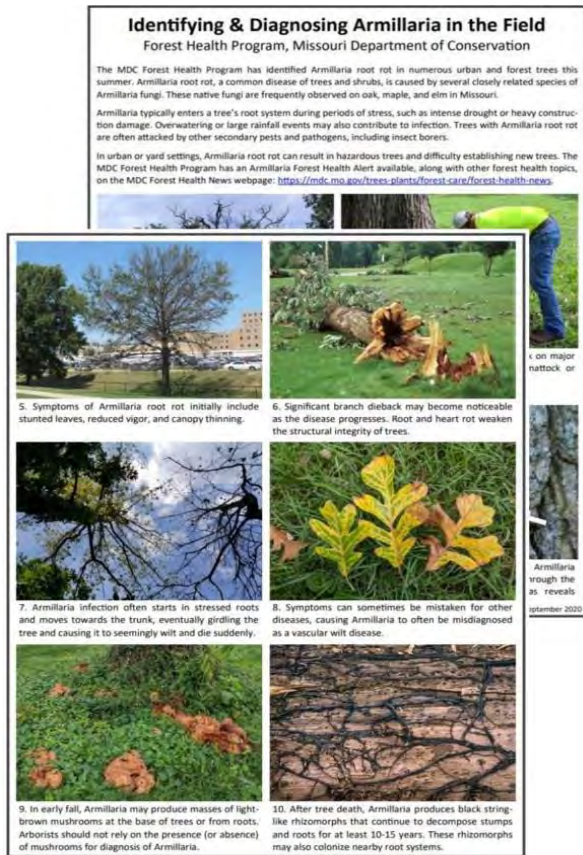 Identifying & Diagnosing Armillaria in the Field
Forest Health Program, Missouri Department of Conservation
The MDC Forest Health Program has identified Armillaria root rot in numerous urban and forest trees this
summer. Armillaria root rot, a common disease of trees and shrubs, is caused by several closely related species of
Armillaria fungi. These native fungi are frequently observed on oak, maple, and elm in Missouri.
Armillaria typically enters a tree's root system during periods of stress, such as intense drought or heavy construc-
tion damage. Overwatering or large rainfall events may also contribute to infection. Trees with Armillaria root rot
are often attacked by other secondary pests and pathogens, including insect borers.
In urban or yard settings, Armillaria root rot can result in hazardous trees and difficulty establishing new trees. The
MDC Forest Health Program has an Armillaria Forest Health Alert available, along with other forest health topics,
on the MDC Forest Health News webpage: https://mdc.mo.gov/trees-plants/forest-care/forest-health-news.
on major
mattock or
Armillaria
through the
as reveals
September 2020
5. Symptoms of Armillaria root rot initially include
stunted leaves, reduced vigor, and canopy thinning.
6. Significant branch dieback may become noticeable
as the disease progresses. Root and heart rot weaken
the structural integrity of trees.
7. Armillaria infection often starts in stressed roots
and moves towards the trunk, eventually girdling the
tree and causing it to seemingly wilt and die suddenly.
8. Symptoms can sometimes be mistaken for other
diseases, causing Armillaria to often be misdiagnosed
as a vascular wilt disease.
9. In early fall, Armillaria may produce masses of light-
brown mushrooms at the base of trees or from roots.
Arborists should not rely on the presence (or absence)
of mushrooms for diagnosis of Armillaria.
10. After tree death, Armillaria produces black string-
like rhizomorphs that continue to decompose stumps
and roots for at least 10-15 years. These rhizomorphs
may also colonize nearby root systems.